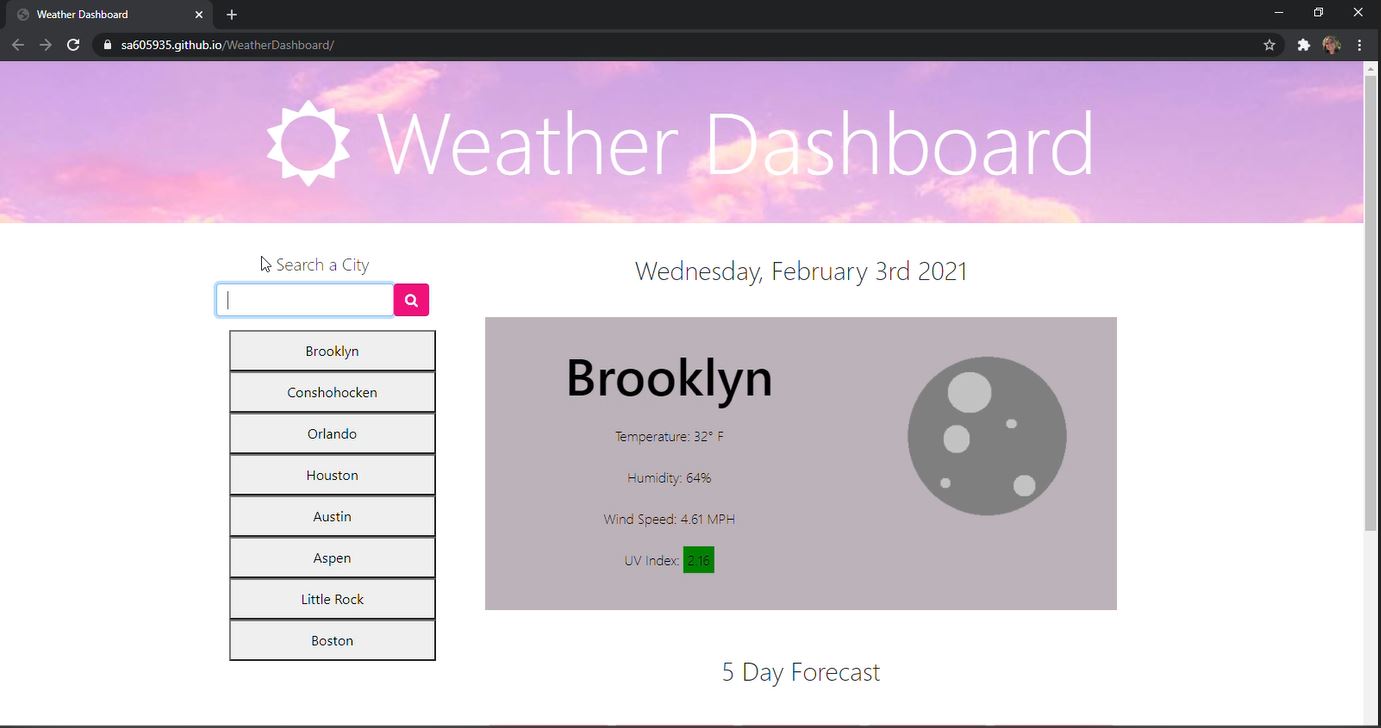 Weather Dashboard
sa605935.github.io/WeatherDashboard/
Weather Dashboard
Search a City
Brooklyn
Conshohocken
Orlando
Houston
Austin
Aspen
Little Rock
Boston
Wednesday, February 3rd 2021
Brooklyn
Temperature: 32° F
Humidity: 64%
Wind Speed: 4.61 MPH
UV Index: 2.16
5 Day Forecast